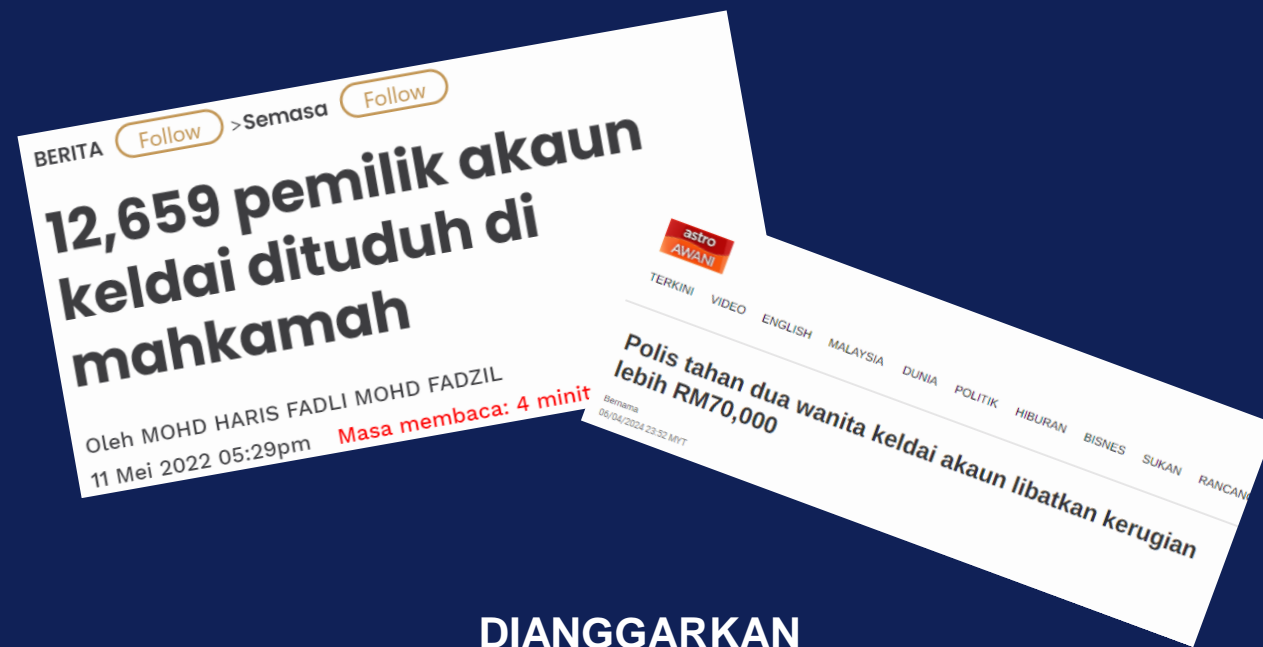 BERITA Follow >Semasa Follow
12,659 pemilik akaun
keldai dituduh di
mahkamah
Oleh MOHD HARIS FADLI MOHD FADZIL
11 Mei 2022 05:29pm Masa membaca: 4 minit
astro
AWANI
TERKINI VIDEO ENGLISH MALAYSIA DUNIA POLITIK HIBURAN BISNES SUKAN
Polis tahan dua wanita keldai akaun libatkan kerugian
lebih RM70,000
Bernama
06/04/2024 23:52 MYT
DIANGGARKAN